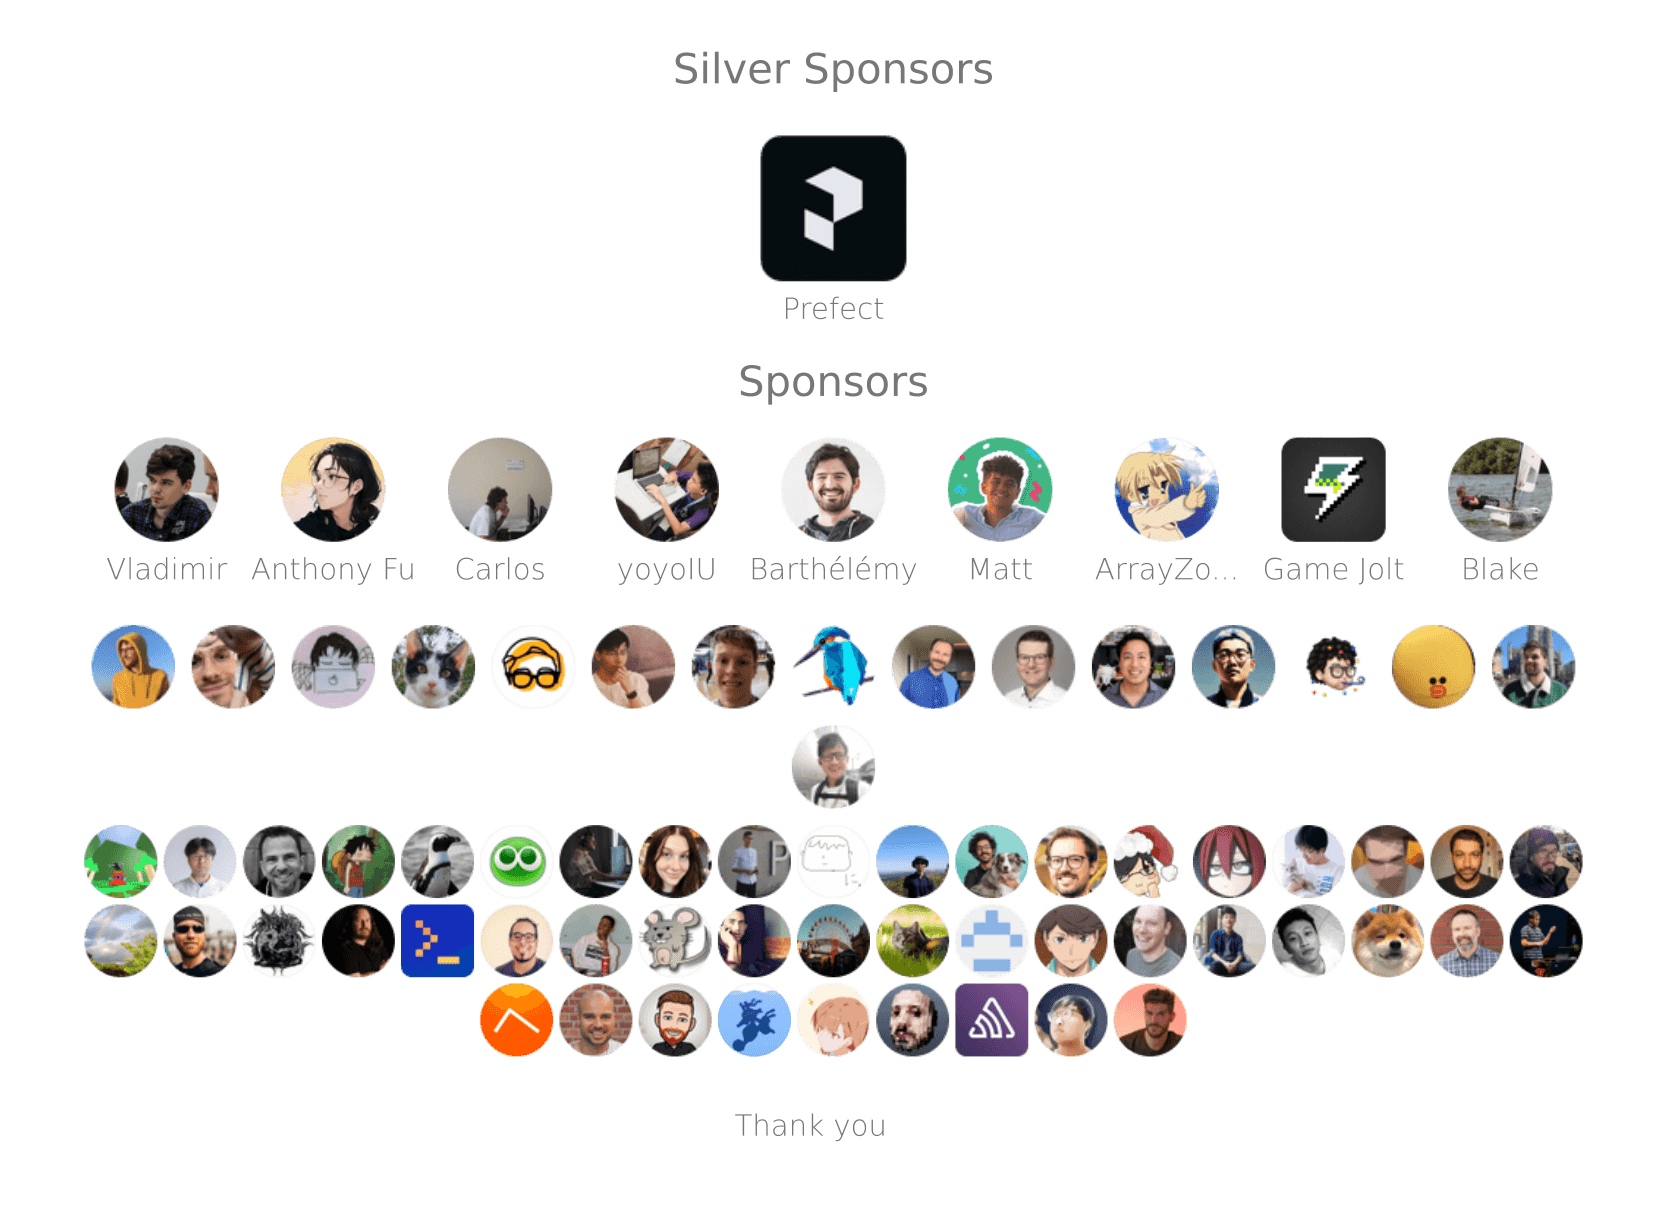 Silver Sponsors
Prefect
Sponsors
Vladimir Anthony Fu Carlos yoyoIU Barthélémy Matt ArrayZo... Game Jolt Blake
Thank you